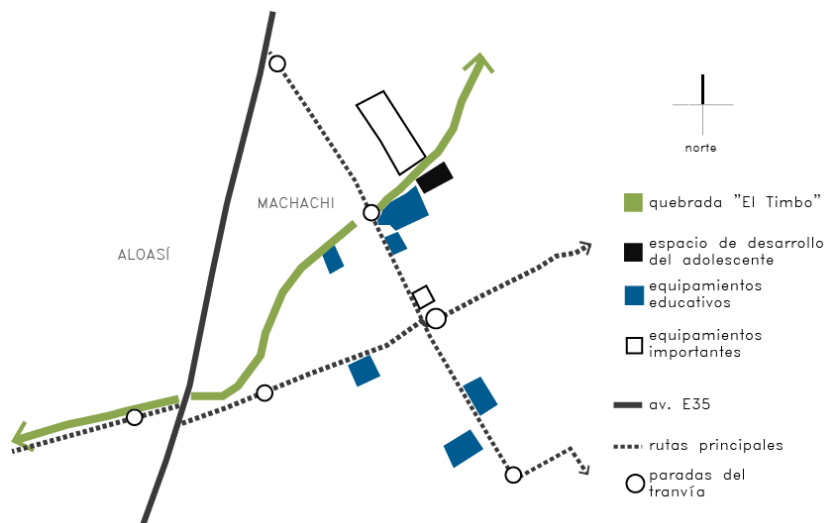 MACHACHI
ALOASÍ
norte
quebrada "El Timbo"
espacio de desarrollo
del adolescente
equipamientos
educativos
equipamientos
importantes
av. E35
rutas principales
paradas del
tranvía